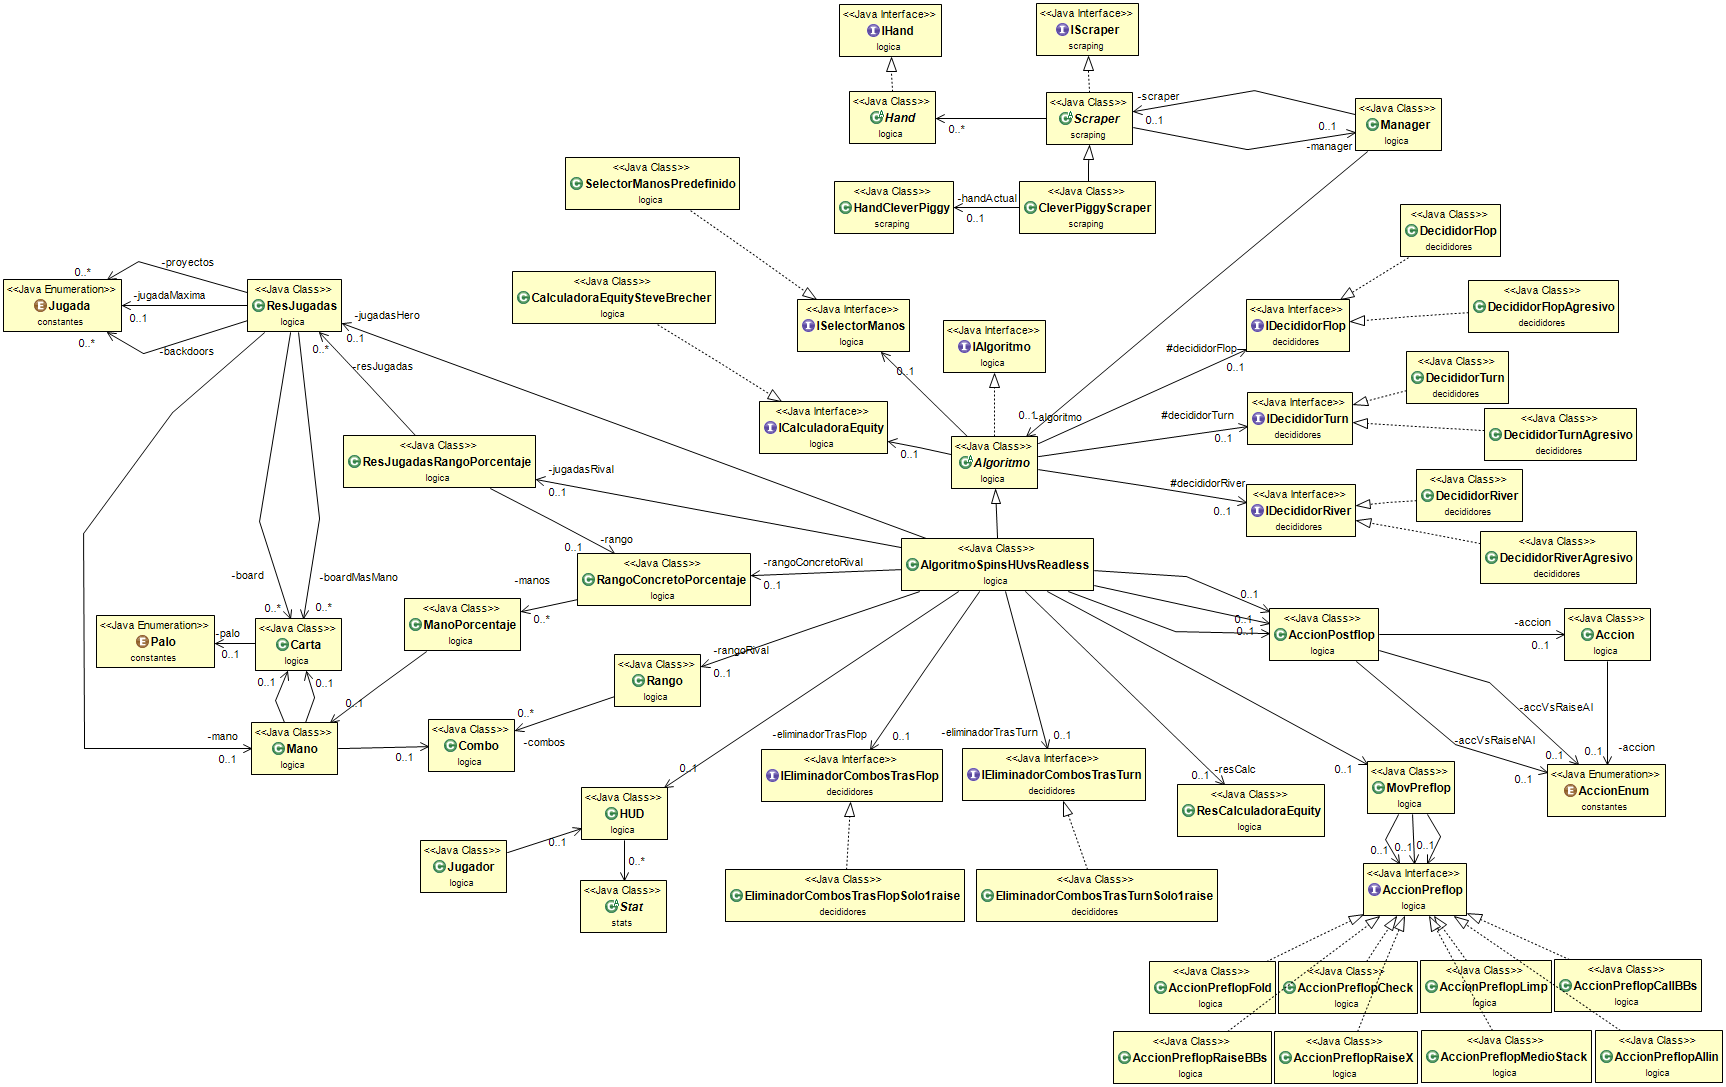 <<Java Interface>>
IHand
logica
<<Java Interface>>
IScraper
scraping
<<Java Class>>
Hand
logica
0..*
<<Java Class>>
Scraper
scraping
-scraper
0..1
0..1
-manager
<<Java Class>>
Manager
logica
<<Java Class>>
SelectorManosPredefinido
logica
<<Java Class>>
HandCleverPiggy
scraping
-handActual
0..1
<<Java Class>>
CleverPiggyScraper
scraping
<<Java Class>>
DecididorFlop
decididores
<<Java Enumeration>>
Jugada
constantes
0..*
-proyectos
-jugadaMaxima
0..1
0..*
-backdoors
<<Java Class>>
ResJugadas
logica
0..*
0..1
-jugadasHero
-resJugadas
<<Java Class>>
CalculadoraEquitySteveBrecher
logica
<<Java Interface>>
ISelectorManos
logica
0..1
<<Java Interface>>
IAlgoritmo
logica
<<Java Interface>>
IDecididorFlop
decididores
#decididorFlop
0..1
<<Java Class>>
DecididorFlopAgresivo
decididores
<<Java Class>>
DecididorTurn
decididores
<<Java Interface>>
ICalculadoraEquity
logica
0..1
0..1
-algoritmo
<<Java Interface>>
IDecididorTurn
decididores
#decididorTurn
0..1
<<Java Class>>
DecididorTurnAgresivo
decididores
<<Java Class>>
ResJugadasRangoPorcentaje
logica
-jugadasRival
0..1
<<Java Class>>
Algoritmo
logica
#decididorRiver
0..1
<<Java Interface>>
IDecididorRiver
decididores
<<Java Class>>
DecididorRiver
decididores
<<Java Class>>
DecididorRiverAgresivo
decididores
-rango
0..1
<<Java Class>>
RangoConcretoPorcentaje
logica
-rangoConcretoRival
0..1
<<Java Class>>
AlgoritmoSpinsHUvsReadless
logica
-board
0..*
-boardMasMano
0..*
-manos
0..*
<<Java Class>>
ManoPorcentaje
logica
0..1
0..1
0..1
<<Java Class>>
AccionPostflop
logica
-accion
0..1
<<Java Class>>
Accion
logica
<<Java Enumeration>>
Palo
constantes
-palo
0..1
<<Java Class>>
Carta
logica
0..1
0..1
<<Java Class>>
Rango
logica
-rangoRival
0..1
0..1
0..*
-combos
-mano
0..1
<<Java Class>>
Mano
logica
0..1
<<Java Class>>
Combo
logica
-eliminadorTrasFlop
0..1
<<Java Interface>>
IEliminadorCombosTrasFlop
decididores
-eliminadorTrasTurn
0..1
<<Java Interface>>
IEliminadorCombosTrasTurn
decididores
-resCalc
0..1
<<Java Class>>
ResCalculadoraEquity
logica
0..1
<<Java Class>>
MovPreflop
logica
-accVsRaiseAI
0..1
-accVsRaiseNAI
0..1
0..1
-accion
<<Java Enumeration>>
AccionEnum
constantes
0..1
<<Java Class>>
HUD
logica
0..*
<<Java Class>>
Jugador
logica
0..1
<<Java Class>>
Stat
stats
<<Java Class>>
EliminadorCombosTrasFlopSolo1raise
decididores
<<Java Class>>
EliminadorCombosTrasTurnSolo1raise
decididores
0..1
0..1
0..1
<<Java Interface>>
AccionPreflop
logica
<<Java Class>>
AccionPreflopFold
logica
<<Java Class>>
AccionPreflopCheck
logica
<<Java Class>>
AccionPreflopLimp
logica
<<Java Class>>
AccionPreflopCallBBs
logica
<<Java Class>>
AccionPreflopRaiseBBs
logica
<<Java Class>>
AccionPreflopRaiseX
logica
<<Java Class>>
AccionPreflopMedioStack
logica
<<Java Class>>
AccionPreflopAllin
logica